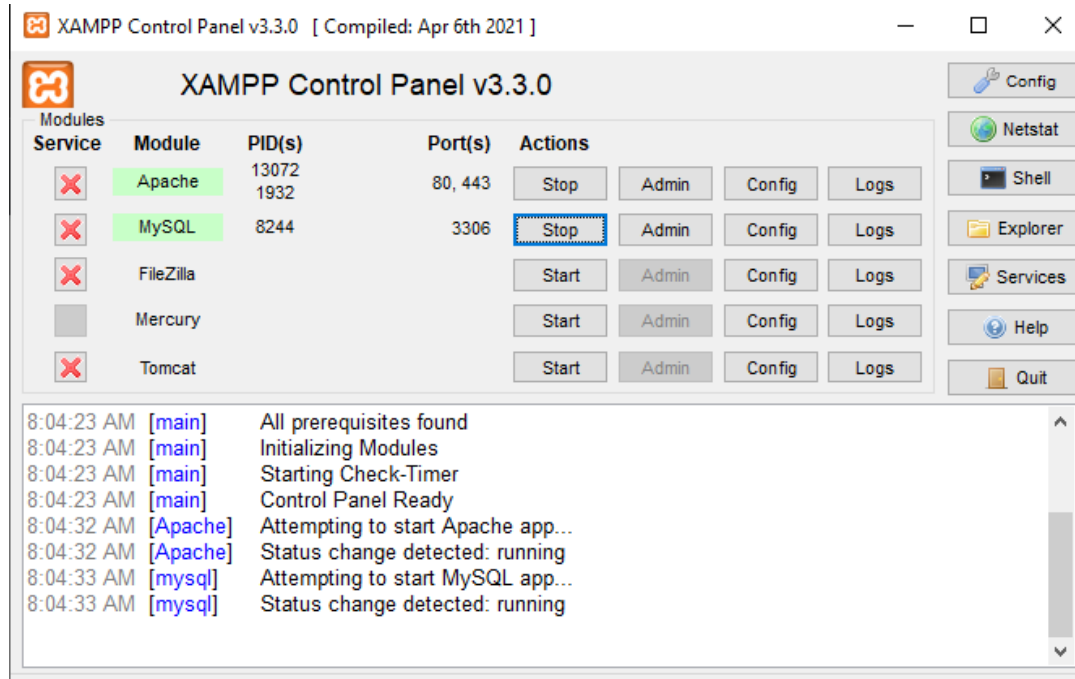 XAMPP Control Panel v3.3.0 [ Compiled: Apr 6th 2021 ]
XAMPP Control Panel v3.3.0
Config
Modules
Service Module PID(s) Port(s) Actions
Netstat
Apache 13072 1932 80, 443 Stop Admin Config Logs
Shell
MySQL 8244 3306 Stop Admin Config Logs
Explorer
FileZilla Start Admin Config Logs
Services
Mercury Start Admin Config Logs
Help
Tomcat Start Admin Config Logs
Quit
8:04:23 AM [main] All prerequisites found
8:04:23 AM [main] Initializing Modules
8:04:23 AM [main] Starting Check-Timer
8:04:23 AM [main] Control Panel Ready
8:04:32 AM [Apache] Attempting to start Apache app...
8:04:32 AM [Apache] Status change detected: running
8:04:33 AM [mysql] Attempting to start MySQL app...
8:04:33 AM [mysql] Status change detected: running